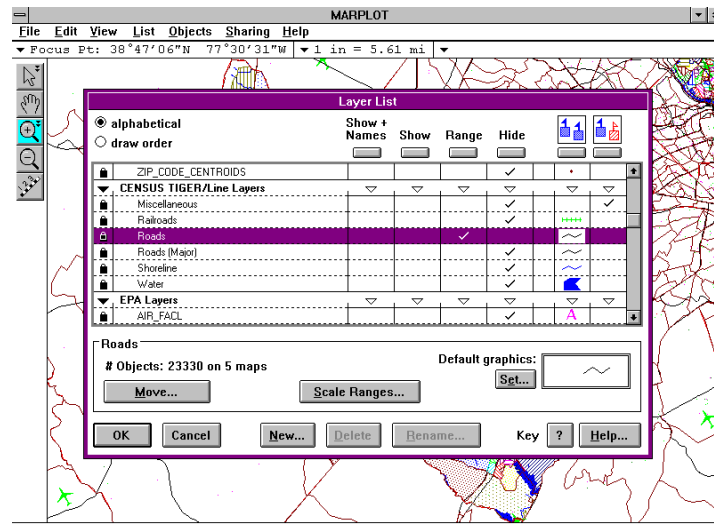 MARPLOT
File Edit View List Objects Sharing Help
Focus Pt: 38°47'06"N 77°30'31"W 1 in = 5.61 mi
Layer List
alphabetical
draw order
Show + Names Show Range Hide
ZIP_CODE_CENTROIDS
CENSUS TIGER/Line Layers
Miscellaneous
Railroads
Roads
Roads (Major)
Shoreline
Water
EPA Layers
AIR_FACL A
Roads
# Objects: 23330 on 5 maps
Default graphics:
Set...
Move... Scale Ranges...
OK Cancel New... Delete Rename... Key ? Help...